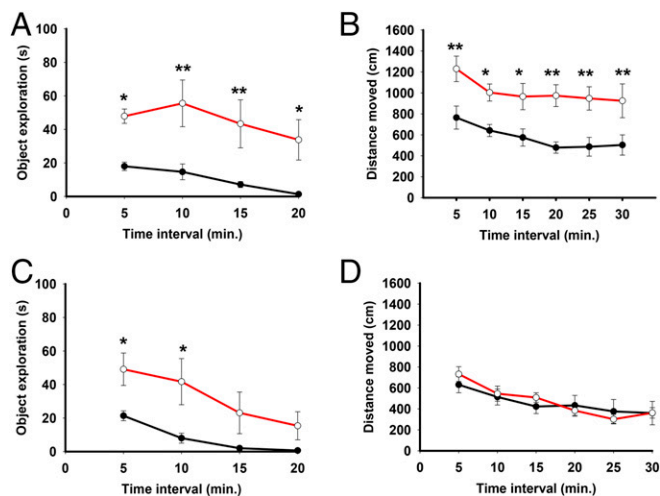 A
Object exploration (s)
100
80
60
40
20
0
* ** ** *
0 5 10 15 20
Time interval (min.)
B
Distance moved (cm)
1600
1400
1200
1000
800
600
400
200
0
** * * ** ** **
5 10 15 20 25 30
Time interval (min.)
C
Object exploration (s)
100
80
60
40
20
0
* *
0 5 10 15 20
Time interval (min.)
D
Distance moved (cm)
1600
1400
1200
1000
800
600
400
200
0
0 5 10 15 20 25 30
Time interval (min.)